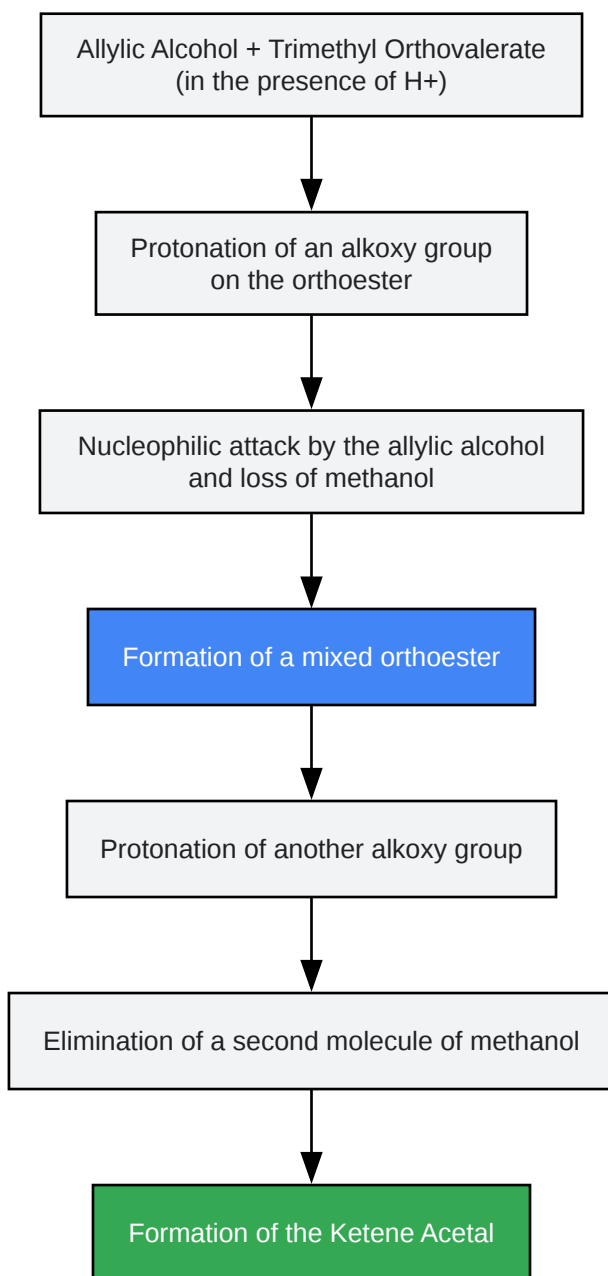 Allylic Alcohol + Trimethyl Orthovalerate
(in the presence of H+)
Protonation of an alkoxy group
on the orthoester
Nucleophilic attack by the allylic alcohol
and loss of methanol
Formation of a mixed orthoester
Protonation of another alkoxy group
Elimination of a second molecule of methanol
Formation of the Ketene Acetal